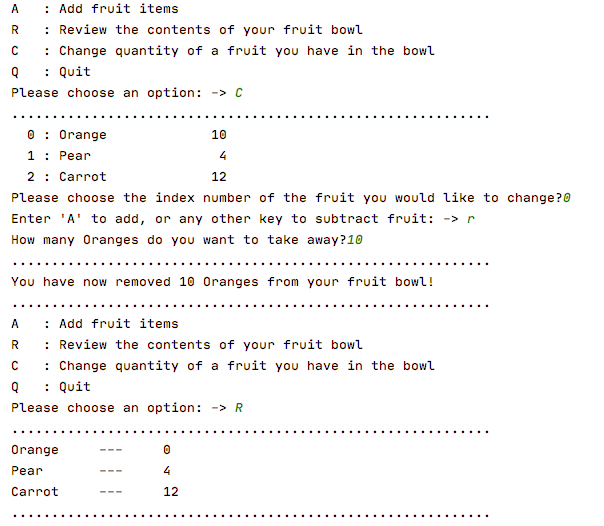 A   : Add fruit items
R   : Review the contents of your fruit bowl
C   : Change quantity of a fruit you have in the bowl
Q   : Quit
Please choose an option: -> C
............................................................
  0 : Orange             10
  1 : Pear                4
  2 : Carrot             12
Please choose the index number of the fruit you would like to change?0
Enter 'A' to add, or any other key to subtract fruit: -> r
How many Oranges do you want to take away?10
............................................................
You have now removed 10 Oranges from your fruit bowl!
............................................................
A   : Add fruit items
R   : Review the contents of your fruit bowl
C   : Change quantity of a fruit you have in the bowl
Q   : Quit
Please choose an option: -> R
............................................................
Orange     ---     0
Pear       ---     4
Carrot     ---     12
............................................................